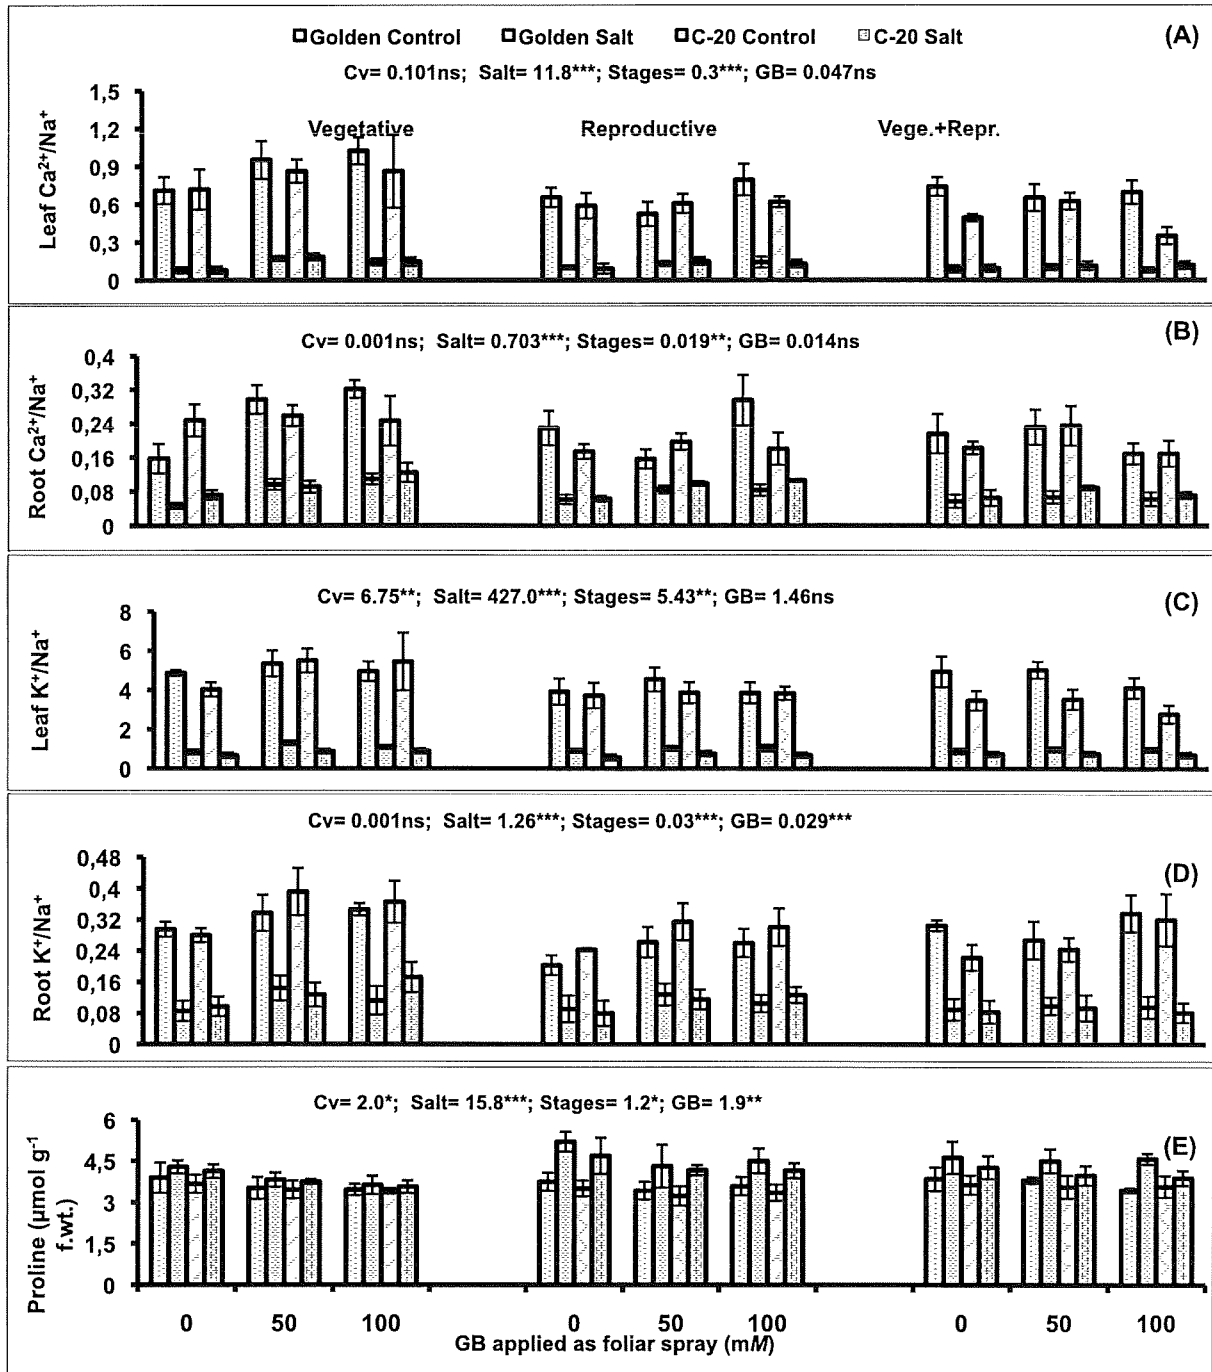 (A)
Golden Control Golden Salt C-20 Control C-20 Salt
Cv= 0.101ns; Salt= 11.8***; Stages= 0.3***; GB= 0.047ns
Vegetative Reproductive Vege.+Repr.
Leaf Ca²⁺/Na⁺
1,5
1,2
0,9
0,6
0,3
0
(B)
Cv= 0.001ns; Salt= 0.703***; Stages= 0.019**; GB= 0.014ns
Root Ca²⁺/Na⁺
0,4
0,32
0,24
0,16
0,08
0
(C)
Cv= 6.75**; Salt= 427.0***; Stages= 5.43**; GB= 1.46ns
Leaf K⁺/Na⁺
8
6
4
2
0
Cv= 0.001ns; Salt= 1.26***; Stages= 0.03***; GB= 0.029***
(D)
Root K⁺/Na⁺
0,48
0,4
0,32
0,24
0,16
0,08
0
Cv= 2.0*; Salt= 15.8***; Stages= 1.2*; GB= 1.9**
(E)
Proline (µmol g⁻¹
f.wt.)
6
4,5
3
1,5
0
0 50 100 0 50 100 0 50 100
GB applied as foliar spray (mM)